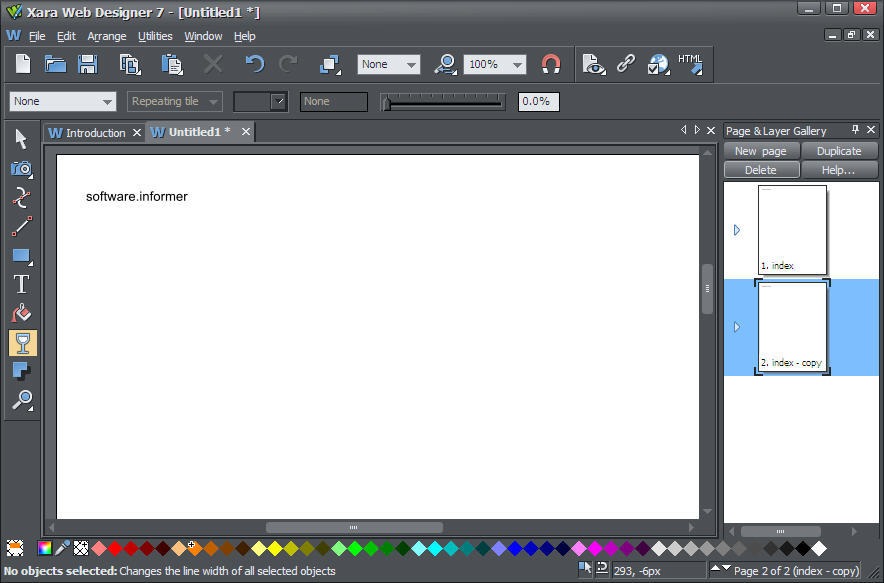 Xara Web Designer 7 - [Untitled1 *]
File Edit Arrange Utilities Window Help
None 100% HTML
None Repeating tile None 0.0%
Introduction Untitled1 * Page & Layer Gallery
New page Duplicate
Delete Help...
software.informer
1. index
2. index - copy
No objects selected: Changes the line width of all selected objects 293, -6px Page 2 of 2 (index - copy)